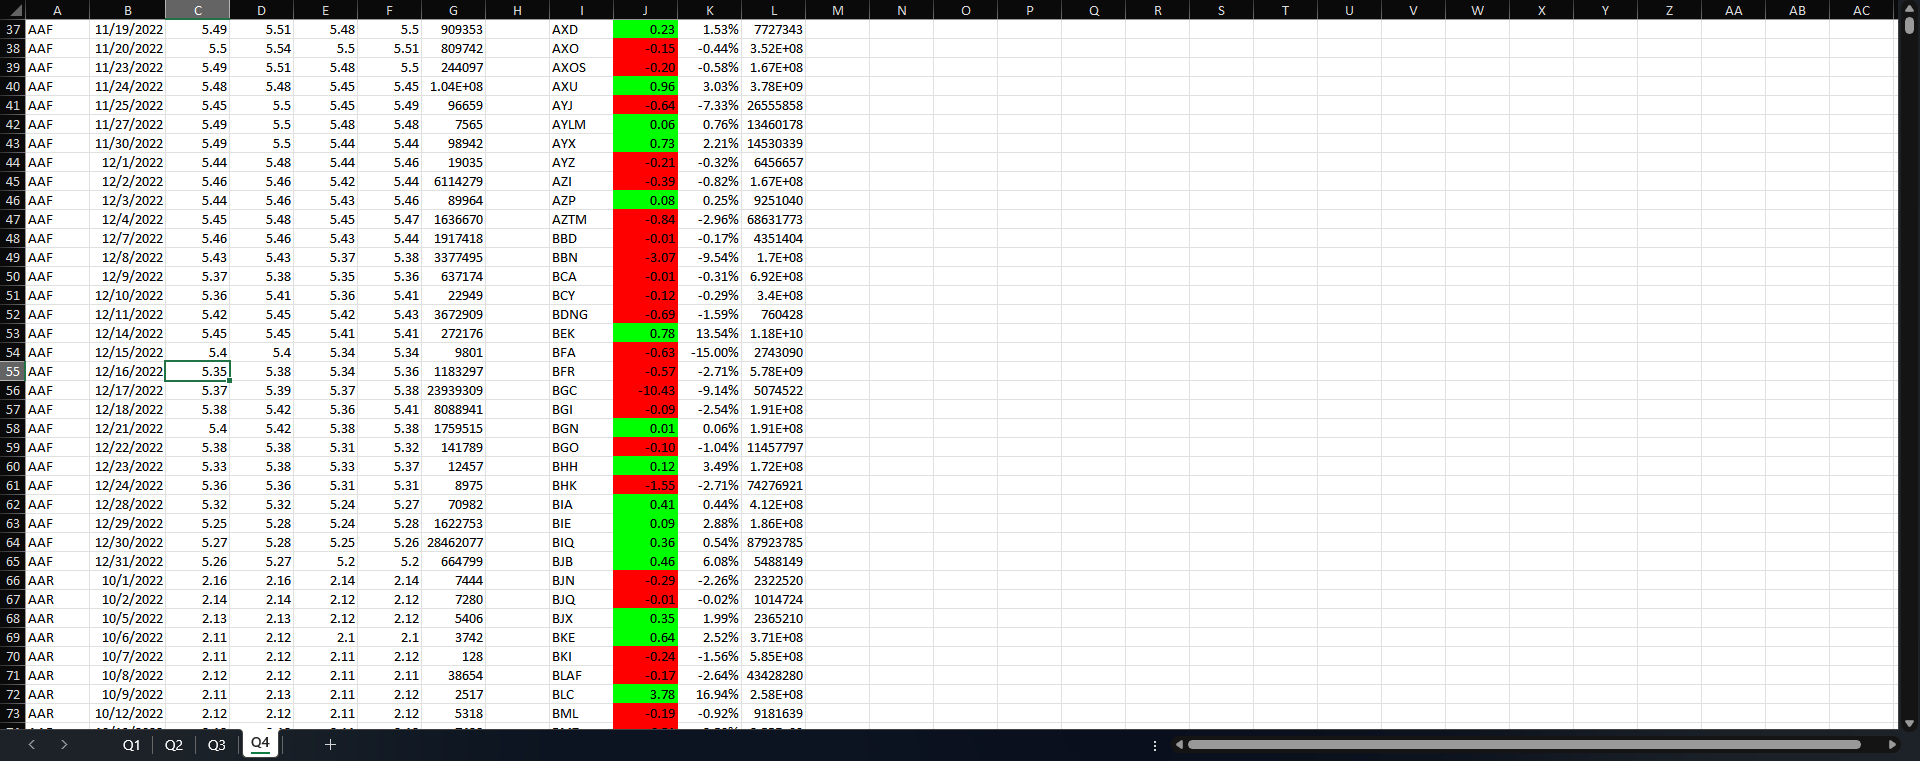 A B C D E F G H I J K L M N O P Q R S T U V W X Y Z AA AB AC
37 AAF 11/19/2022 5.49 5.51 5.48 5.5 909353 AXD 0.23 1.53% 7727343
38 AAF 11/20/2022 5.5 5.54 5.5 5.51 809742 AXO -0.15 -0.44% 3.52E+08
39 AAF 11/23/2022 5.49 5.51 5.48 5.5 244097 AXOS -0.20 -0.58% 1.67E+08
40 AAF 11/24/2022 5.48 5.48 5.45 5.45 1.04E+08 AXU 0.96 3.03% 3.78E+09
41 AAF 11/25/2022 5.45 5.5 5.45 5.49 96659 AYJ -0.64 -7.33% 26555858
42 AAF 11/27/2022 5.49 5.5 5.48 5.48 7565 AYLM 0.06 0.76% 13460178
43 AAF 11/30/2022 5.49 5.5 5.44 5.44 98942 AYX 0.73 2.21% 14530339
44 AAF 12/1/2022 5.44 5.48 5.44 5.46 19035 AYZ -0.21 -0.32% 6456657
45 AAF 12/2/2022 5.46 5.46 5.42 5.44 6114279 AZI -0.39 -0.82% 1.67E+08
46 AAF 12/3/2022 5.44 5.46 5.43 5.46 89964 AZP 0.08 0.25% 9251040
47 AAF 12/4/2022 5.45 5.48 5.45 5.47 1636670 AZTM -0.84 -2.96% 68631773
48 AAF 12/7/2022 5.46 5.46 5.43 5.44 1917418 BBD -0.01 -0.17% 4351404
49 AAF 12/8/2022 5.43 5.43 5.37 5.38 3377495 BBN -3.07 -9.54% 1.7E+08
50 AAF 12/9/2022 5.37 5.38 5.35 5.36 637174 BCA -0.01 -0.31% 6.92E+08
51 AAF 12/10/2022 5.36 5.41 5.36 5.41 22949 BCY -0.12 -0.29% 3.4E+08
52 AAF 12/11/2022 5.42 5.45 5.42 5.43 3672909 BDNG -0.69 -1.59% 760428
53 AAF 12/14/2022 5.45 5.45 5.41 5.41 272176 BEK 0.78 13.54% 1.18E+10
54 AAF 12/15/2022 5.4 5.4 5.34 5.34 9801 BFA -0.63 -15.00% 2743090
55 AAF 12/16/2022 5.35 5.38 5.34 5.36 1183297 BFR -0.57 -2.71% 5.78E+09
56 AAF 12/17/2022 5.37 5.39 5.37 5.38 23939309 BGC -10.43 -9.14% 5074522
57 AAF 12/18/2022 5.38 5.42 5.36 5.41 8088941 BGI -0.09 -2.54% 1.91E+08
58 AAF 12/21/2022 5.4 5.42 5.38 5.38 1759515 BGN 0.01 0.06% 1.91E+08
59 AAF 12/22/2022 5.38 5.38 5.31 5.32 141789 BGO -0.10 -1.04% 11457797
60 AAF 12/23/2022 5.33 5.38 5.33 5.37 12457 BHH 0.12 3.49% 1.72E+08
61 AAF 12/24/2022 5.36 5.36 5.31 5.31 8975 BHK -1.55 -2.71% 74276921
62 AAF 12/28/2022 5.32 5.32 5.24 5.27 70982 BIA 0.41 0.44% 4.12E+08
63 AAF 12/29/2022 5.25 5.28 5.24 5.28 1622753 BIE 0.09 2.88% 1.86E+08
64 AAF 12/30/2022 5.27 5.28 5.25 5.26 28462077 BIQ 0.36 0.54% 87923785
65 AAF 12/31/2022 5.26 5.27 5.2 5.2 664799 BJB 0.46 6.08% 5488149
66 AAR 10/1/2022 2.16 2.16 2.14 2.14 7444 BJN -0.29 -2.26% 2322520
67 AAR 10/2/2022 2.14 2.14 2.12 2.12 7280 BJQ -0.01 -0.02% 1014724
68 AAR 10/5/2022 2.13 2.13 2.12 2.12 5406 BJX 0.35 1.99% 2365210
69 AAR 10/6/2022 2.11 2.12 2.1 2.1 3742 BKE 0.64 2.52% 3.71E+08
70 AAR 10/7/2022 2.11 2.12 2.11 2.12 128 BKI -0.24 -1.56% 5.85E+08
71 AAR 10/8/2022 2.12 2.12 2.11 2.11 38654 BLAF -0.17 -2.64% 43428280
72 AAR 10/9/2022 2.11 2.13 2.11 2.12 2517 BLC 3.78 16.94% 2.58E+08
73 AAR 10/12/2022 2.12 2.12 2.11 2.12 5318 BML -0.19 -0.92% 9181639
Q1 Q2 Q3 Q4 +